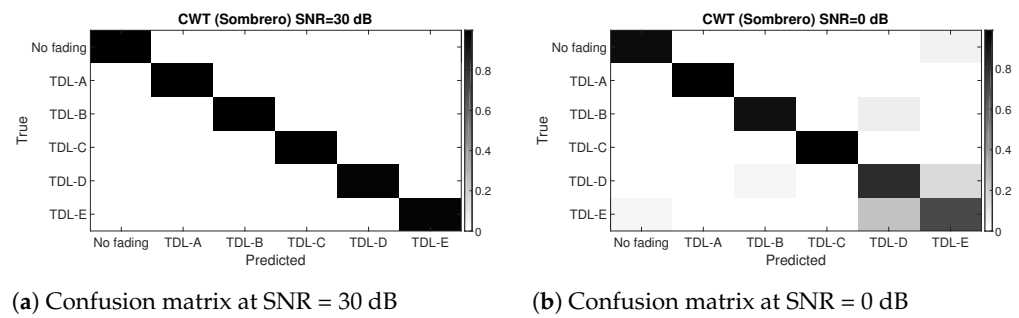 CWT (Sombrero) SNR=30 dB
No fading
TDL-A
TDL-B
TDL-C
TDL-D
TDL-E
True
No fading TDL-A TDL-B TDL-C TDL-D TDL-E
Predicted
0.8
0.6
0.4
0.2
0
(a) Confusion matrix at SNR = 30 dB
CWT (Sombrero) SNR=0 dB
No fading
TDL-A
TDL-B
TDL-C
TDL-D
TDL-E
True
No fading TDL-A TDL-B TDL-C TDL-D TDL-E
Predicted
0.8
0.6
0.4
0.2
0
(b) Confusion matrix at SNR = 0 dB